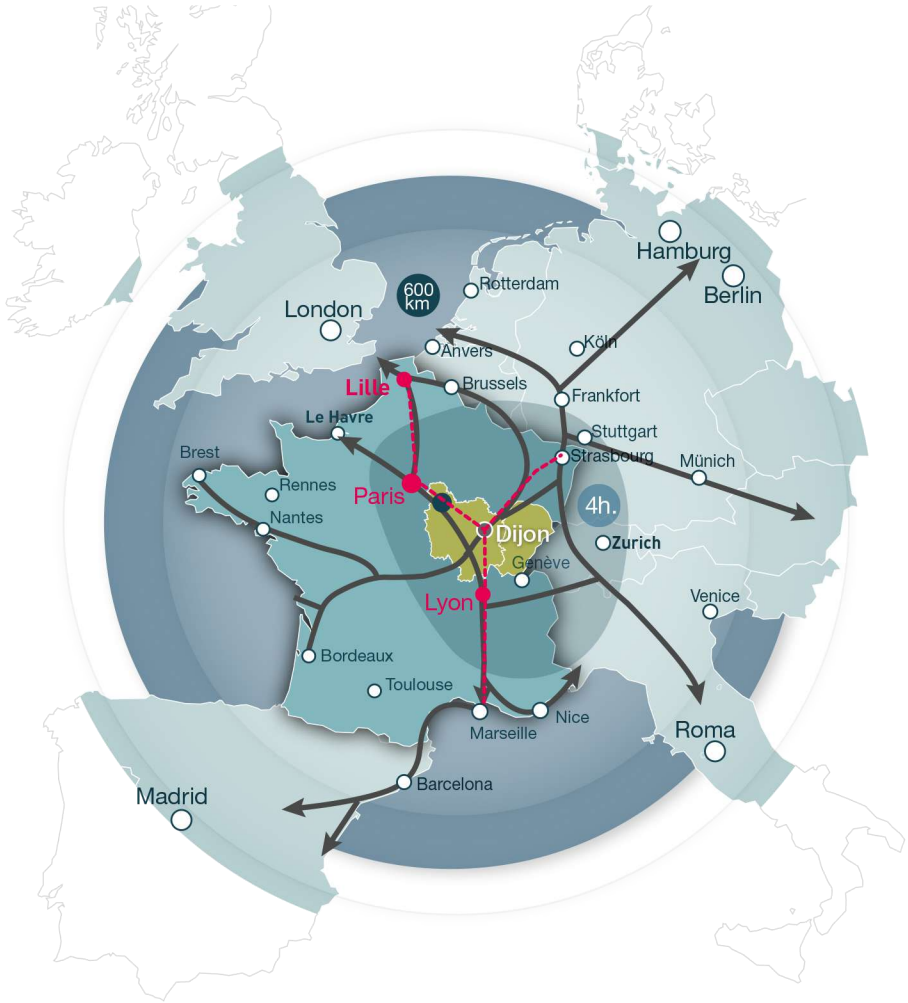 Hamburg
Berlin
Rotterdam
600
km
London
Köln
Anvers
Lille
Brussels
Frankfort
Le Havre
Stuttgart
Brest
Strasbourg
Münich
Rennes
Paris
4h.
Nantes
Dijon
Zurich
Genève
Lyon
Venice
Bordeaux
Toulouse
Nice
Marseille
Roma
Barcelona
Madrid